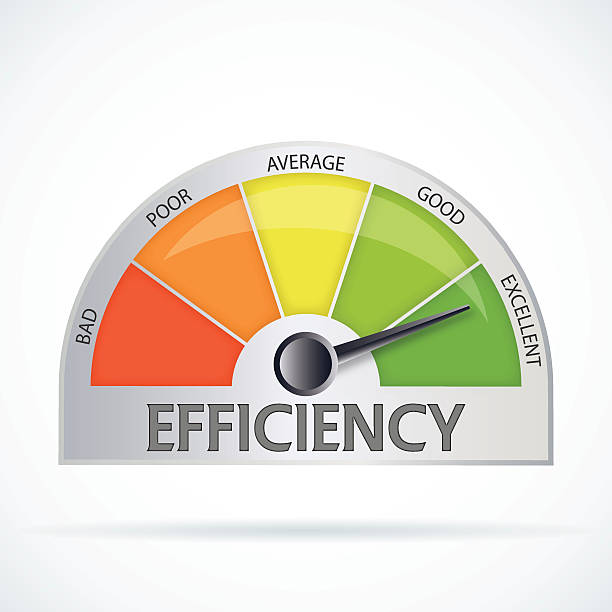 BAD
POOR
AVERAGE
GOOD
EXCELLENT
EFFICIENCY